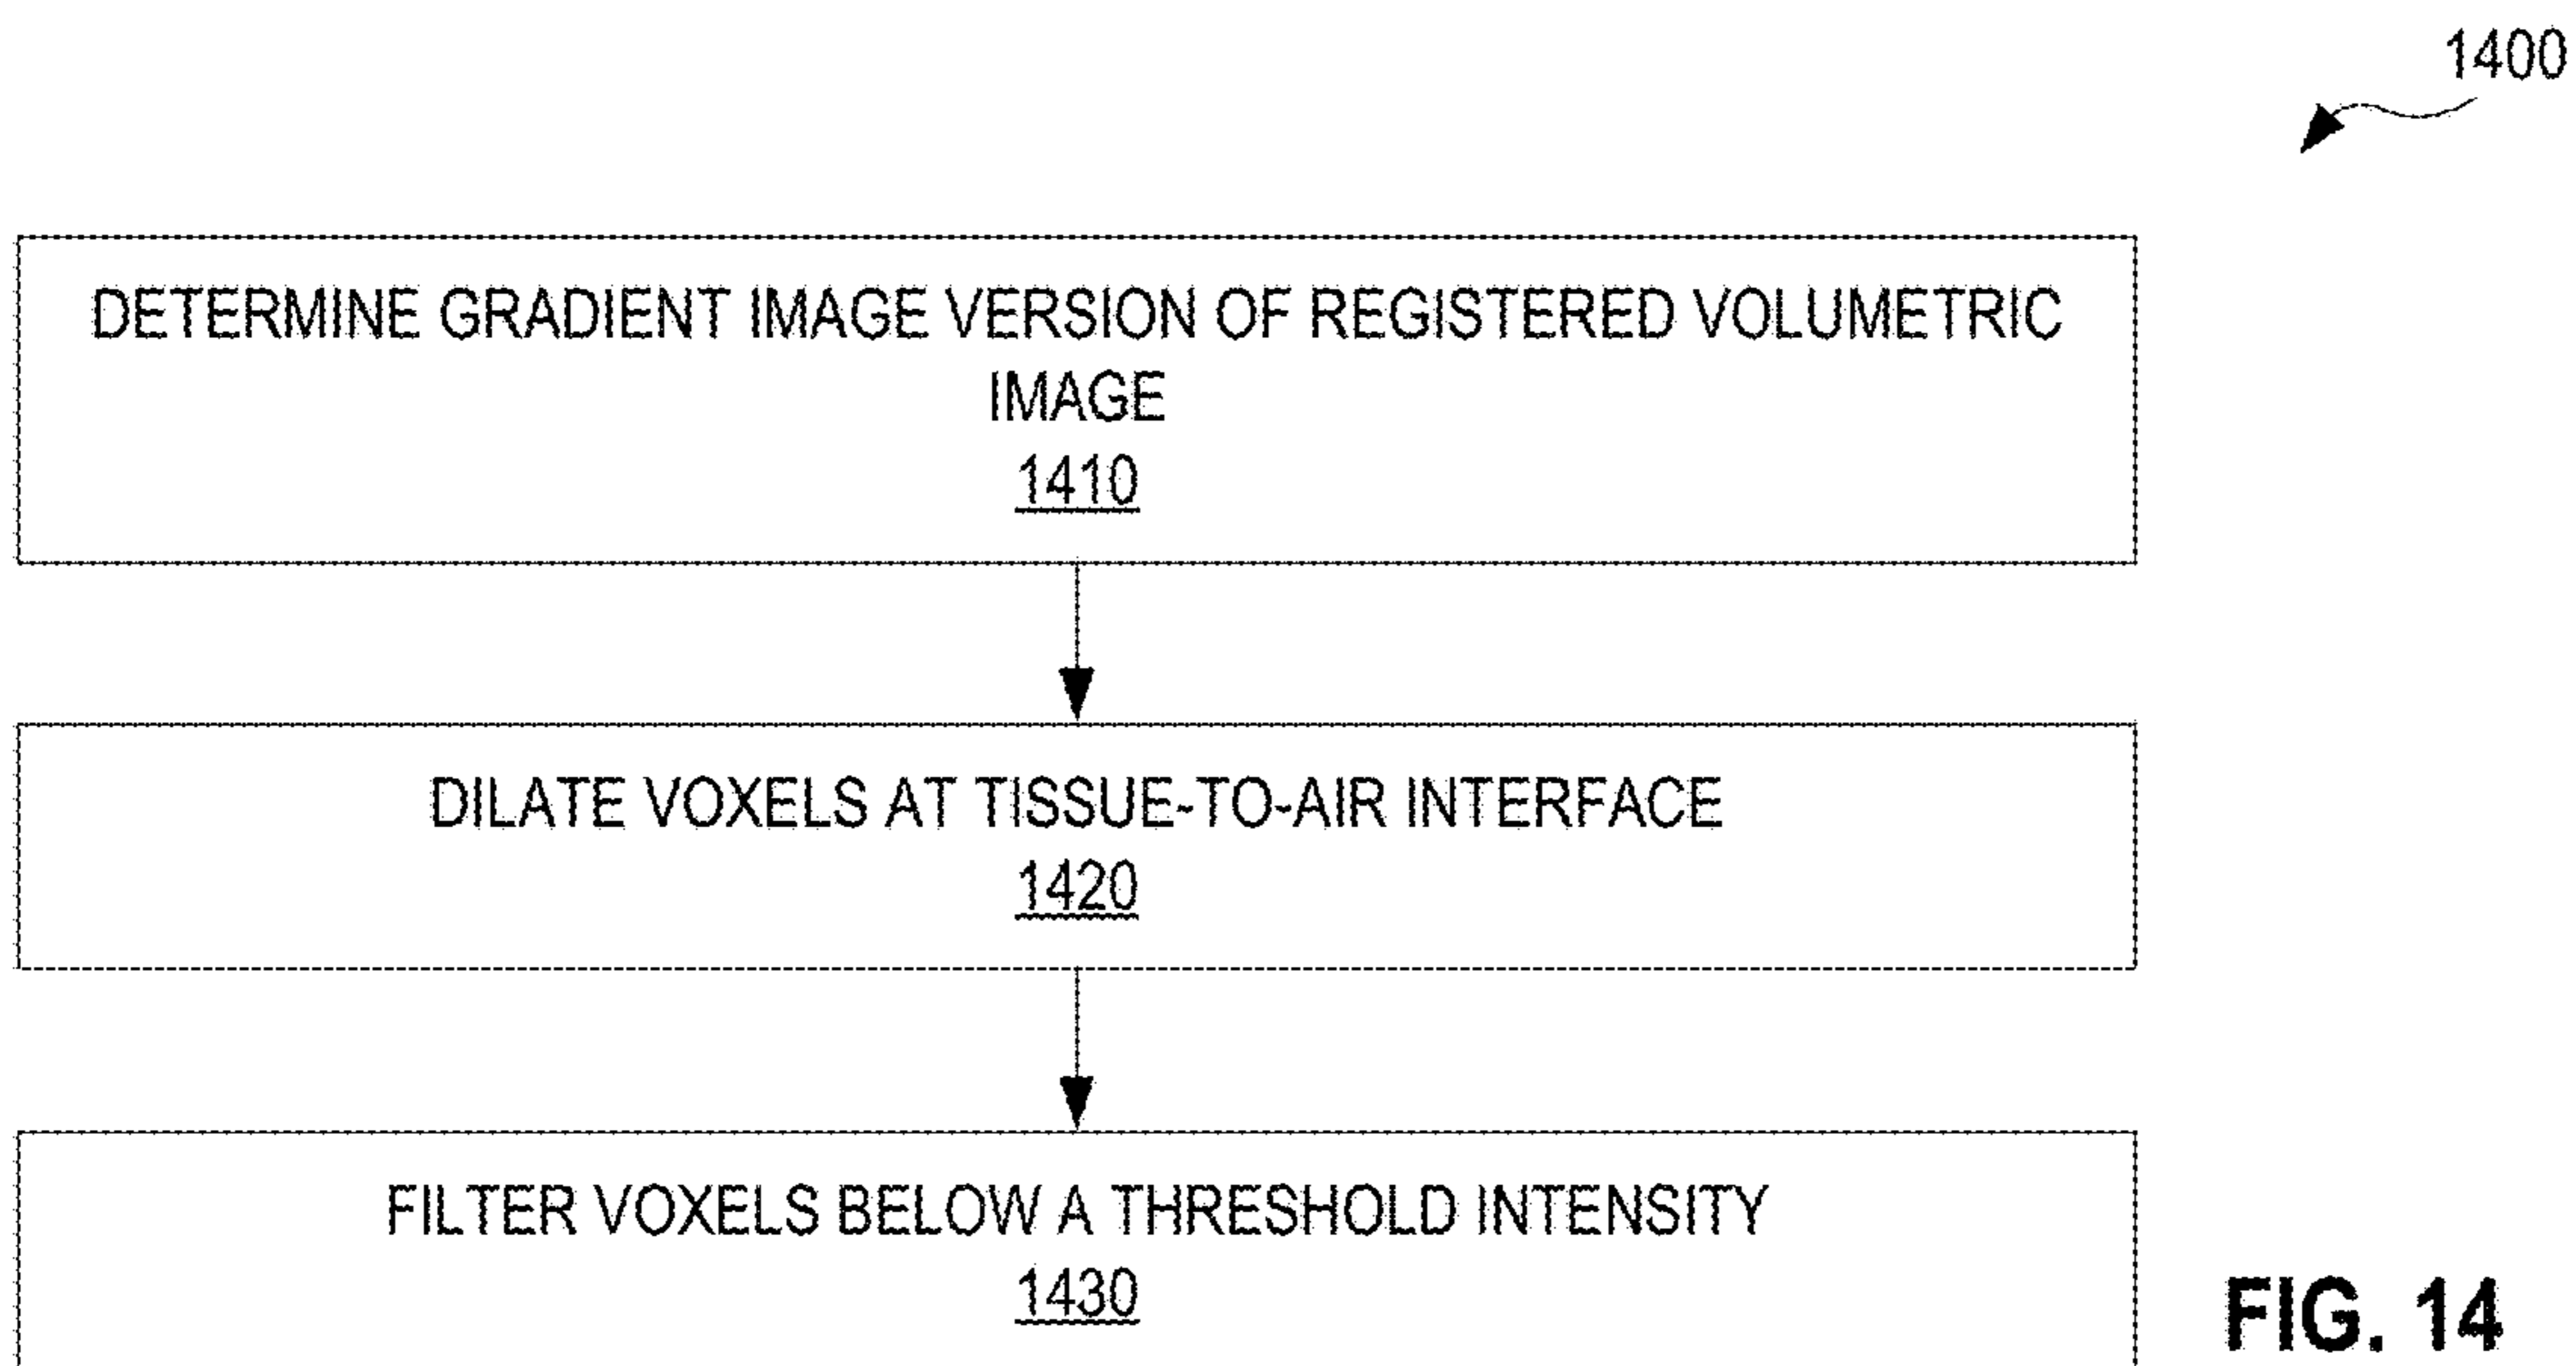 1400
DETERMINE GRADIENT IMAGE VERSION OF REGISTERED VOLUMETRIC
IMAGE
1410
DILATE VOXELS AT TISSUE-TO-AIR INTERFACE
1420
FILTER VOXELS BELOW A THRESHOLD INTENSITY
1430
FIG. 14